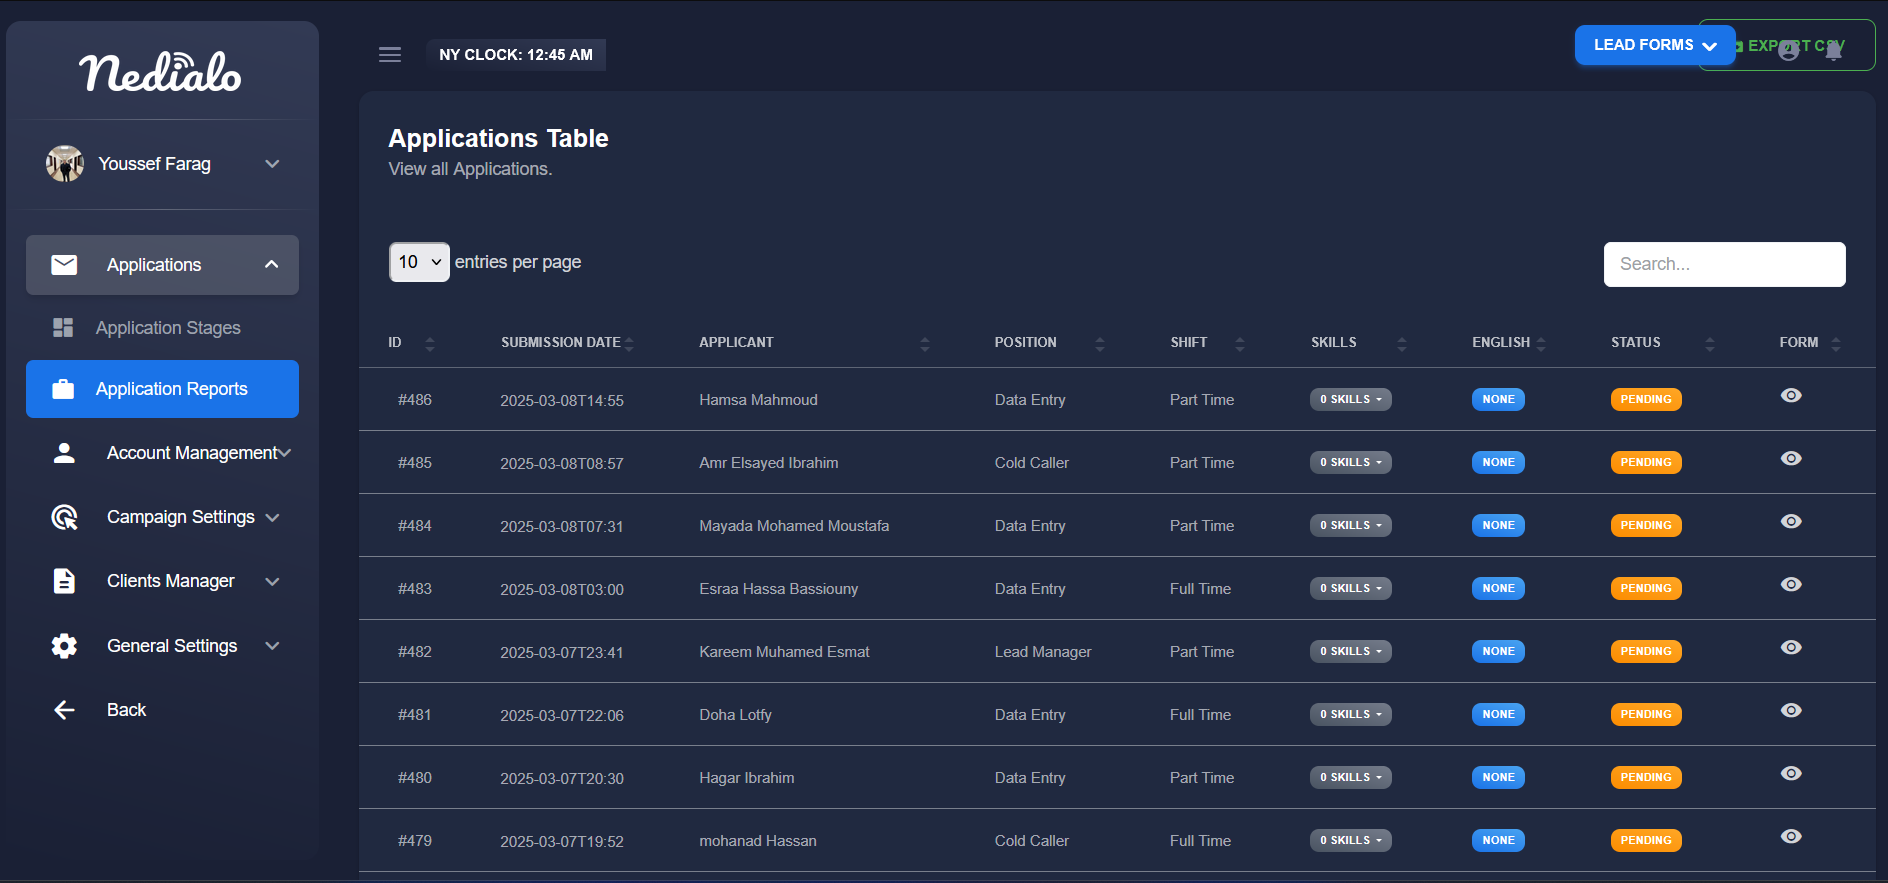 Nedialo
NY CLOCK: 12:45 AM
LEAD FORMS
EXPORT CSV
Youssef Farag
Applications
Application Stages
Application Reports
Account Management
Campaign Settings
Clients Manager
General Settings
Back
Applications Table
View all Applications.
10 entries per page
Search...
ID SUBMISSION DATE APPLICANT POSITION SHIFT SKILLS ENGLISH STATUS FORM
#486 2025-03-08T14:55 Hamsa Mahmoud Data Entry Part Time 0 SKILLS NONE PENDING
#485 2025-03-08T08:57 Amr Elsayed Ibrahim Cold Caller Part Time 0 SKILLS NONE PENDING
#484 2025-03-08T07:31 Mayada Mohamed Moustafa Data Entry Part Time 0 SKILLS NONE PENDING
#483 2025-03-08T03:00 Esraa Hassa Bassiouny Data Entry Full Time 0 SKILLS NONE PENDING
#482 2025-03-07T23:41 Kareem Muhamed Esmat Lead Manager Part Time 0 SKILLS NONE PENDING
#481 2025-03-07T22:06 Doha Lotfy Data Entry Full Time 0 SKILLS NONE PENDING
#480 2025-03-07T20:30 Hagar Ibrahim Data Entry Part Time 0 SKILLS NONE PENDING
#479 2025-03-07T19:52 mohanad Hassan Cold Caller Full Time 0 SKILLS NONE PENDING